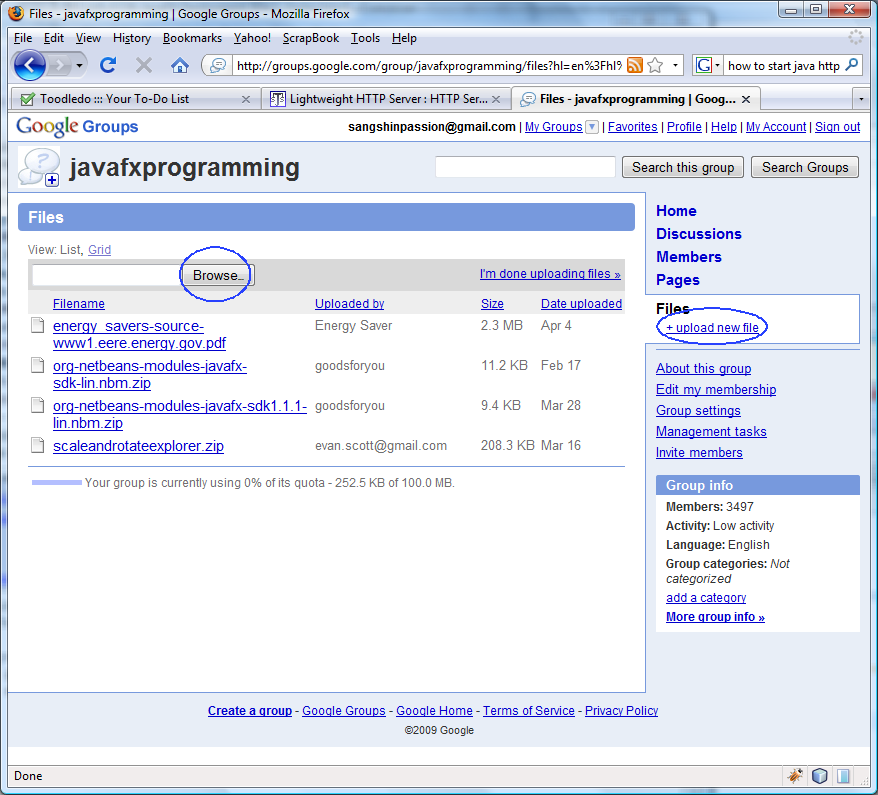 Files - javafxprogramming | Google Groups - Mozilla Firefox
File Edit View History Bookmarks Yahoo! ScrapBook Tools Help
http://groups.google.com/group/javafxprogramming/files?hl=en%3Fhl% G how to start java http
Toodledo ::: Your To-Do List Lightweight HTTP Server : HTTP Ser... Files - javafxprogramming | Goog...
Google Groups sangshinpassion@gmail.com | My Groups | Favorites | Profile | Help | My Account | Sign out
javafxprogramming Search this group Search Groups
Files
View: List, Grid
Browse... I'm done uploading files »
Filename Uploaded by Size Date uploaded
energy_savers-source- Energy Saver 2.3 MB Apr 4
www1.eere.energy.gov.pdf
org-netbeans-modules-javafx- goodsforyou 11.2 KB Feb 17
sdk-lin.nbm.zip
org-netbeans-modules-javafx-sdk1.1.1- goodsforyou 9.4 KB Mar 28
lin.nbm.zip
scaleandrotateexplorer.zip evan.scott@gmail.com 208.3 KB Mar 16
Your group is currently using 0% of its quota - 252.5 KB of 100.0 MB.
Home
Discussions
Members
Pages
Files
+ upload new file
About this group
Edit my membership
Group settings
Management tasks
Invite members
Group info
Members: 3497
Activity: Low activity
Language: English
Group categories: Not
categorized
add a category
More group info »
Create a group - Google Groups - Google Home - Terms of Service - Privacy Policy
©2009 Google
Done